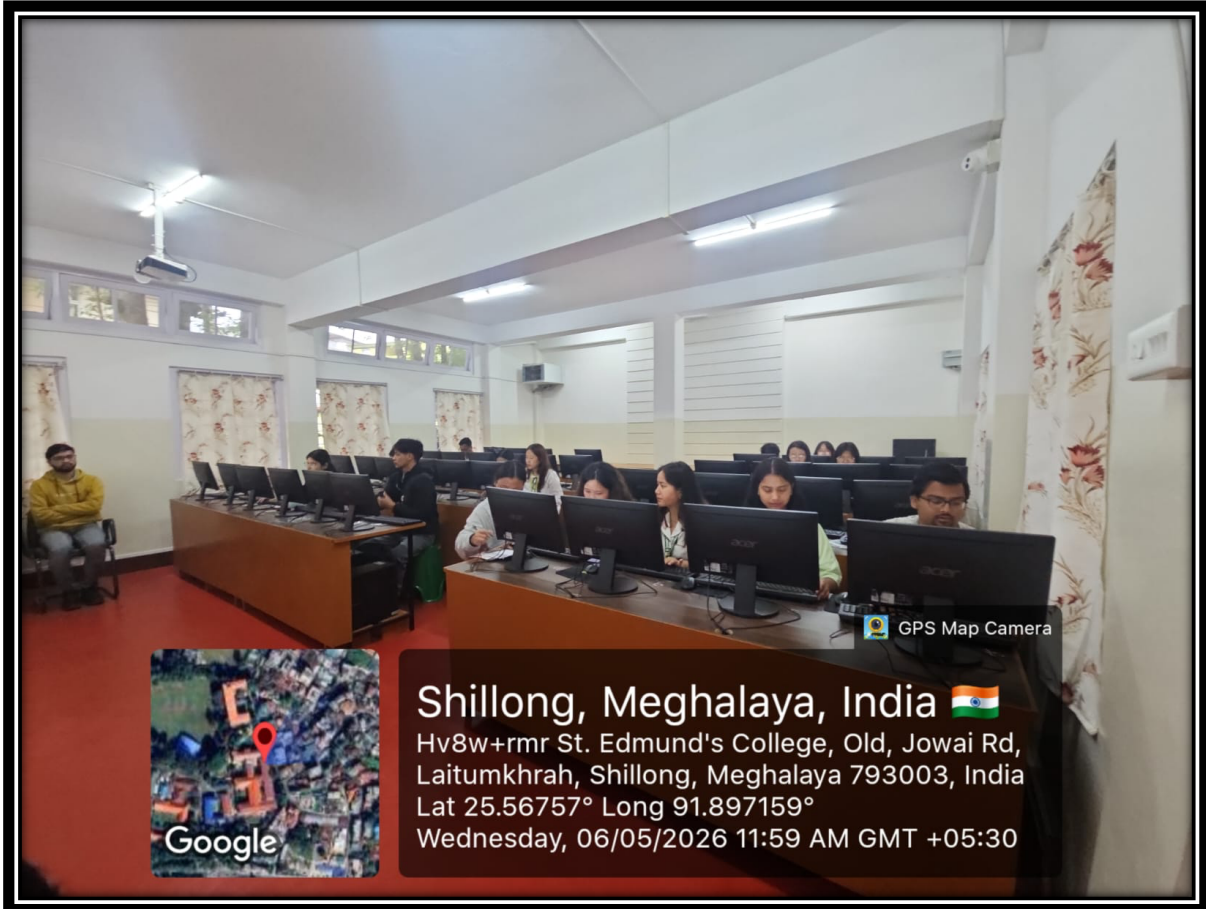 GPS Map Camera
Shillong, Meghalaya, India 🇮🇳
Hv8w+rmr St. Edmund's College, Old, Jowai Rd,
Laitumkhrah, Shillong, Meghalaya 793003, India
Lat 25.56757° Long 91.897159°
Wednesday, 06/05/2026 11:59 AM GMT +05:30
Google
acer
acer
acer